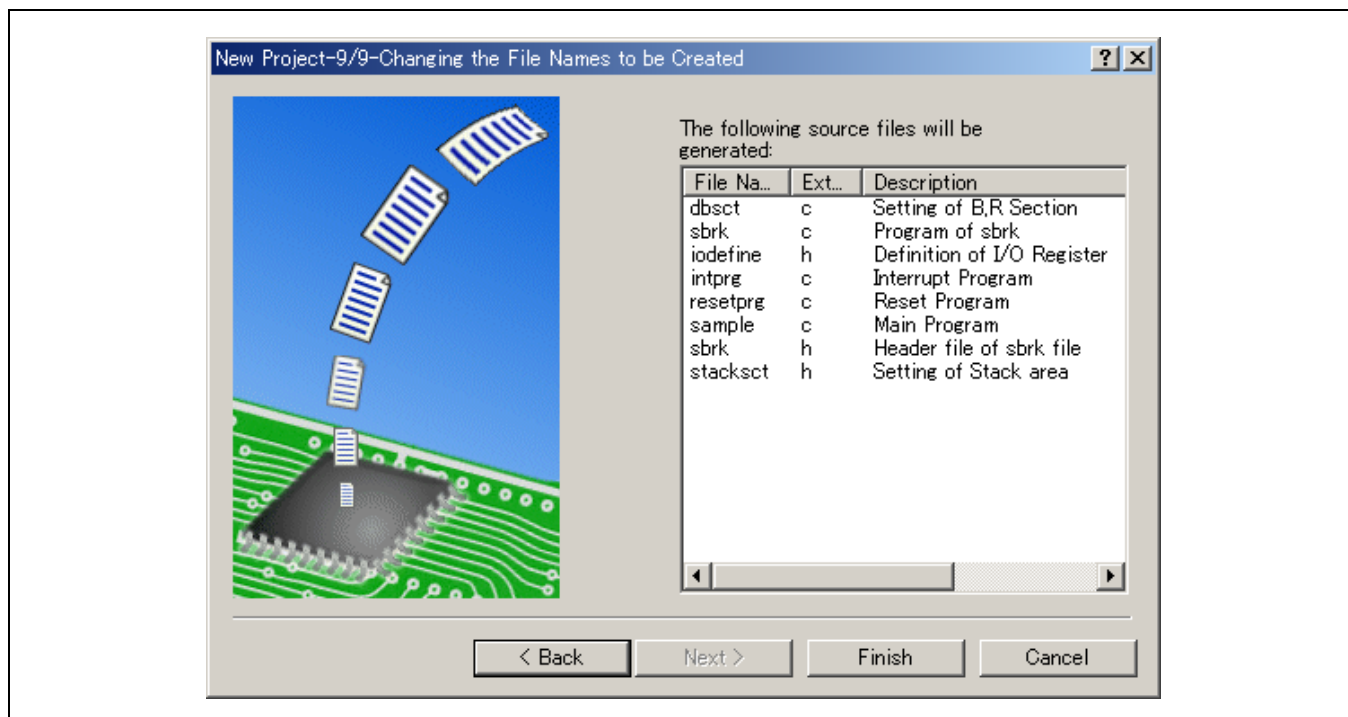 New Project-9/9-Changing the File Names to be Created
The following source files will be
generated:
File Na... Ext... Description
dbsct c Setting of B,R Section
sbrk c Program of sbrk
iodefine h Definition of I/O Register
intprg c Interrupt Program
resetprg c Reset Program
sample c Main Program
sbrk h Header file of sbrk file
stacksct h Setting of Stack area
< Back Next > Finish Cancel